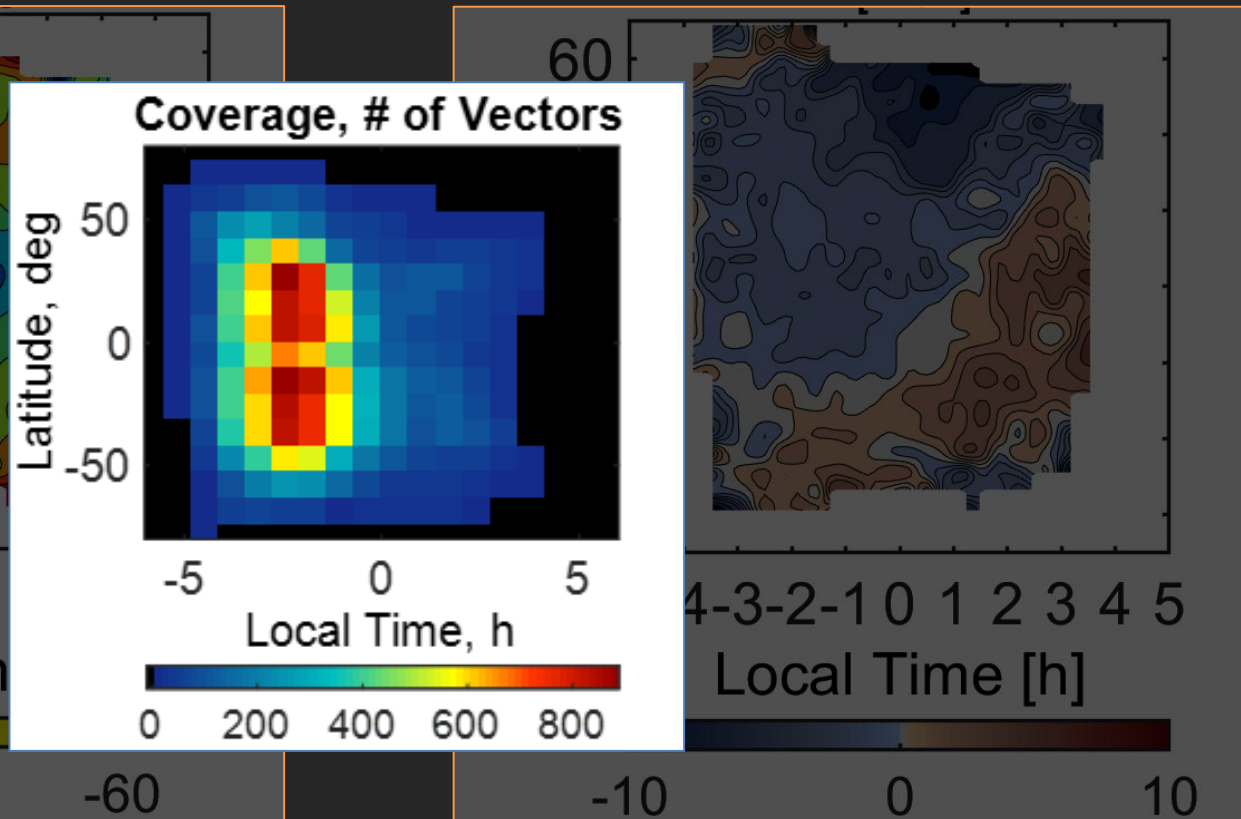 Coverage, # of Vectors
Latitude, deg
50
0
-50
-5 0 5
Local Time, h
0 200 400 600 800
60
4-3-2-1 0 1 2 3 4 5
Local Time [h]
-60
-10 0 10